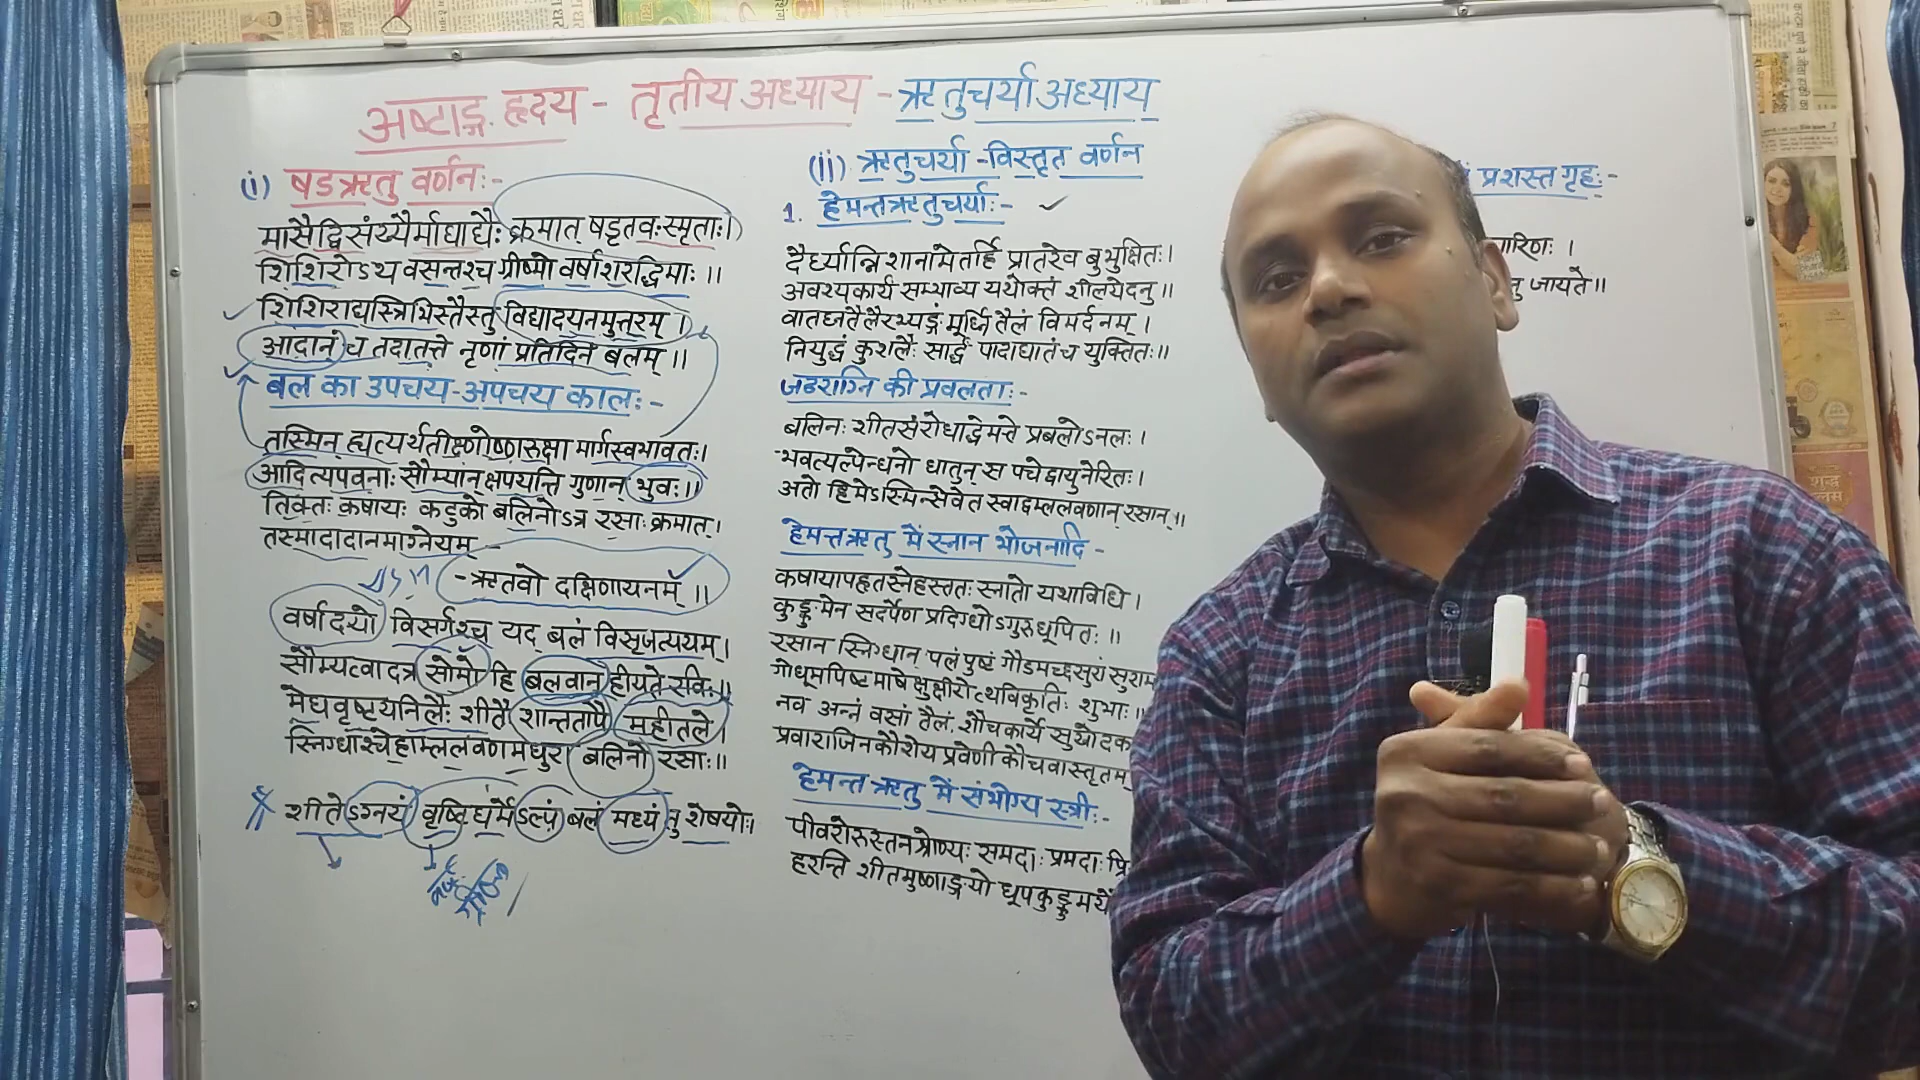 अष्टाङ्ग हृदय - तृतीय अध्याय - ऋतुचर्या अध्याय
(i) षडऋतु वर्णनः-
मासैर्द्विसंख्यैर्माघाद्यैः क्रमात् षडृतवः स्मृताः।
शिशिरोऽथ वसन्तश्च ग्रीष्मो वर्षाशरद्धिमाः ।।
शिशिराद्यस्त्रिभिस्तैस्तु विद्यादयनमुत्तरम् ।
आदानं च तदादत्ते नृणां प्रतिदिनं बलम् ।।
बल का उपचय-अपचय कालः-
तस्मिन् ह्यत्यर्थतीक्ष्णोष्णरूक्षा मार्गस्वभावतः।
आदित्यपवनाः सौम्यान् क्षपयन्ति गुणान् भुवः।।
तिक्तः कषायः कटुको बलिनोऽत्र रसाः क्रमात्।
तस्मादादानमाग्नेयम् -
-ऋतवो दक्षिणायनम् ।।
वर्षादयो विसर्गश्च यद् बलं विसृजत्ययम्।
सौम्यत्वादत्र सोमो हि बलवान् हीयते रविः।।
मेघवृष्ट्यनिलैः शीतैः शान्ततापे महीतले।
स्निग्धाश्चेहाम्ललवणमधुरा बलिनो रसाः।।
शीतेऽग्र्यं वृष्टिघर्मेऽल्पं बलं मध्यं तु शेषयोः।
(ii) ऋतुचर्या -विस्तृत वर्णन
1. हेमन्तऋतुचर्याः-
दैर्घ्यान्निशानामेतर्हि प्रातरेव बुभुक्षितः।
अवश्यकार्यं सम्भाव्य यथोक्तं शीलयेदनु ।।
वातघ्नतैलैरभ्यङ्गं मूर्ध्नि तैलं विमर्दनम् ।
नियुद्धं कुशलैः सार्द्धं पादाघातं च युक्तितः।।
जठराग्नि की प्रबलताः-
बलिनः शीतसंरोधाद्धेमन्ते प्रबलोऽनलः ।
भवत्यल्पेन्धनो धातून् स पचेद्वायुनेरितः।
अतो हिमेऽस्मिन्सेवेत स्वाद्वम्ललवणान् रसान्।।
हेमन्तऋतु में स्नान भोजनादि -
कषायापहृतस्नेहस्ततः स्नातो यथाविधि।
कुङ्कुमेन सदर्पेण प्रदिग्धोऽगुरुधूपितः ।।
रसान स्निग्धान् पलं पुष्टं गौडमच्छसुरां सुराम
गोधूमपिष्टमाषेक्षुक्षीरोत्थविकृतिः शुभाः ।।
नव अन्नं वसां तैलं शौचकार्ये सुखोदक
प्रवाराजिनकौशेय प्रवेणी कौचवास्तृतम्
हेमन्त ऋतु में संभोग्य स्त्रीः-
पीवरोरुस्तनश्रोण्यः समदाः प्रमदाः प्रि
हरन्ति शीतमुष्णाङ्गयो धूपकुङ्कुमयौ
प्रशस्त गृहः-
चारिणः ।
जायते ।।